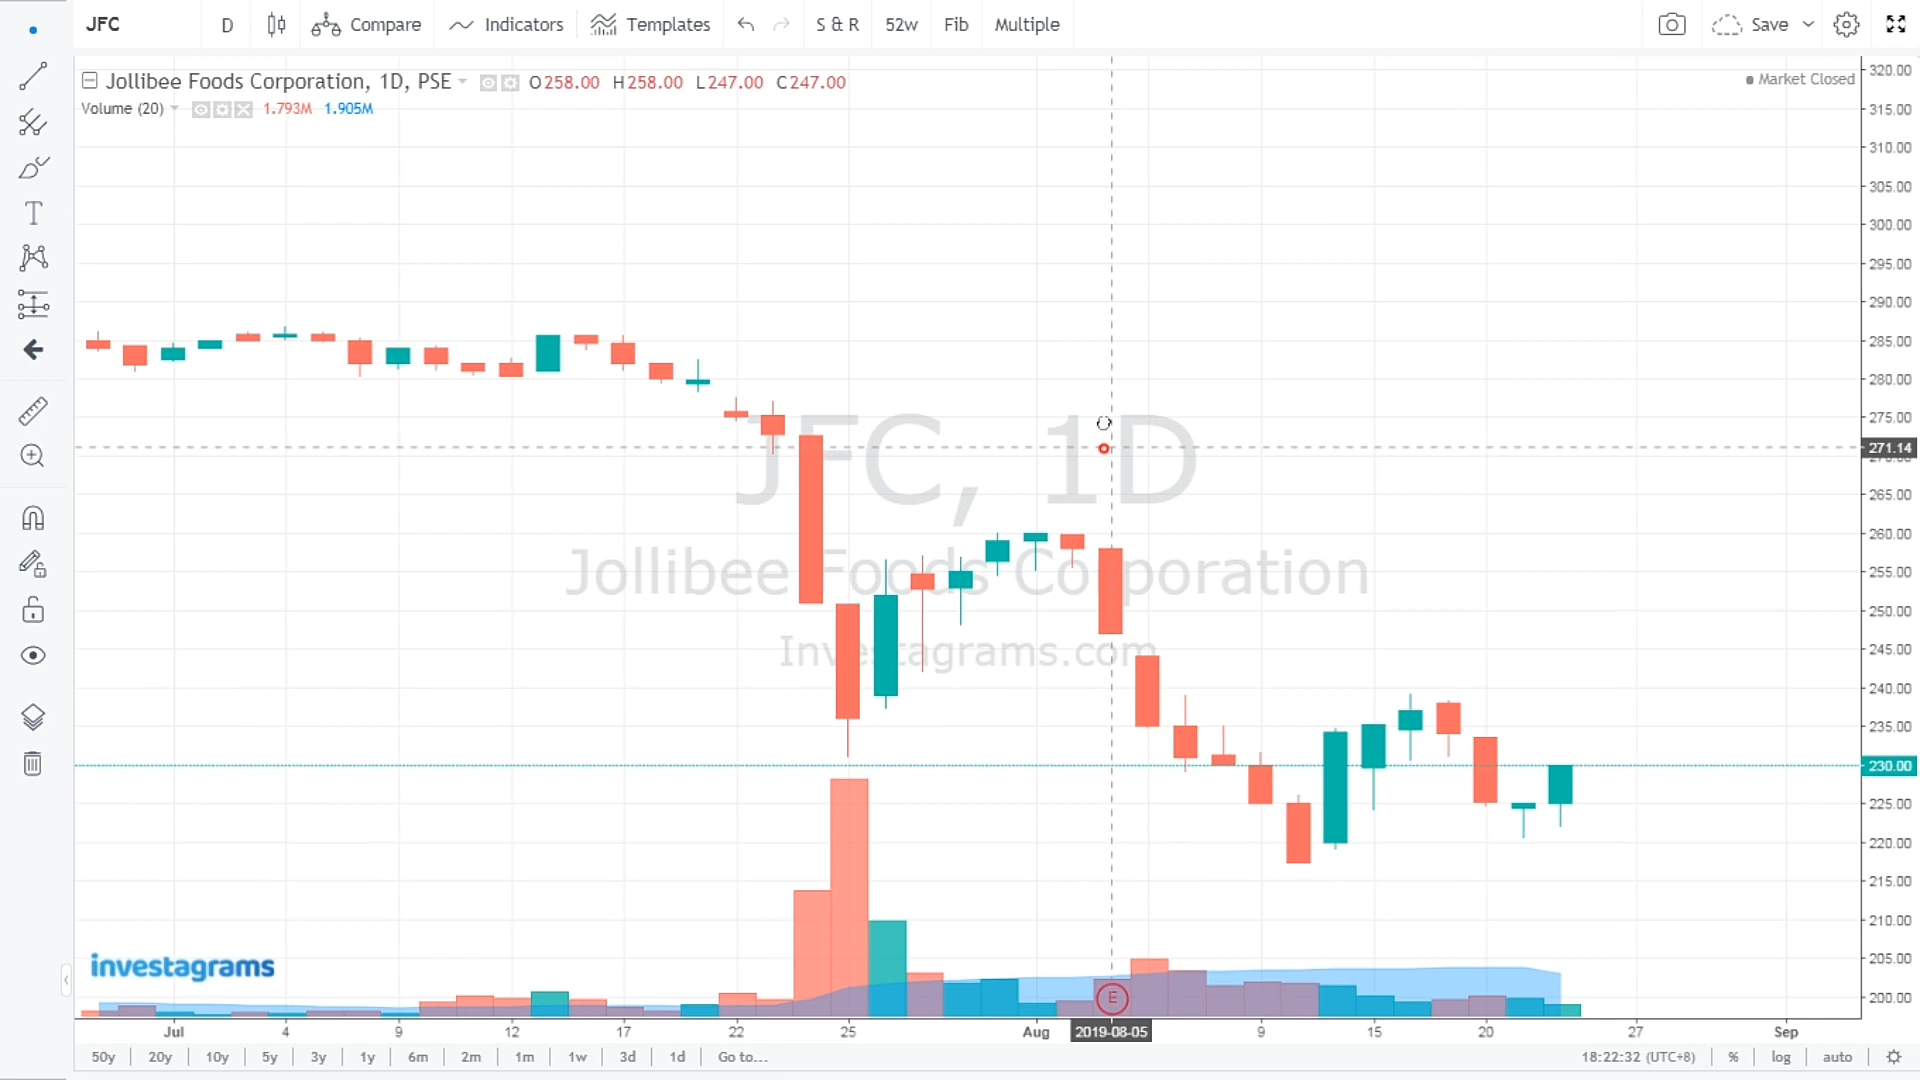 JFC D Compare Indicators Templates S & R 52w Fib Multiple Save
Jollibee Foods Corporation, 1D, PSE O258.00 H258.00 L247.00 C247.00
Market Closed
Volume (20) 1.793M 1.905M
320.00
315.00
310.00
305.00
300.00
295.00
290.00
285.00
280.00
275.00
271.14
265.00
260.00
255.00
250.00
245.00
240.00
235.00
230.00
225.00
220.00
215.00
210.00
205.00
200.00
JFC, 1D
Jollibee Foods Corporation
Investagrams.com
investagrams
E
Jul 4 9 12 17 22 25 Aug 2019-08-05 9 15 20 27 Sep
50y 20y 10y 5y 3y 1y 6m 2m 1m 1w 3d 1d Go to... 18:22:32 (UTC+8) % log auto